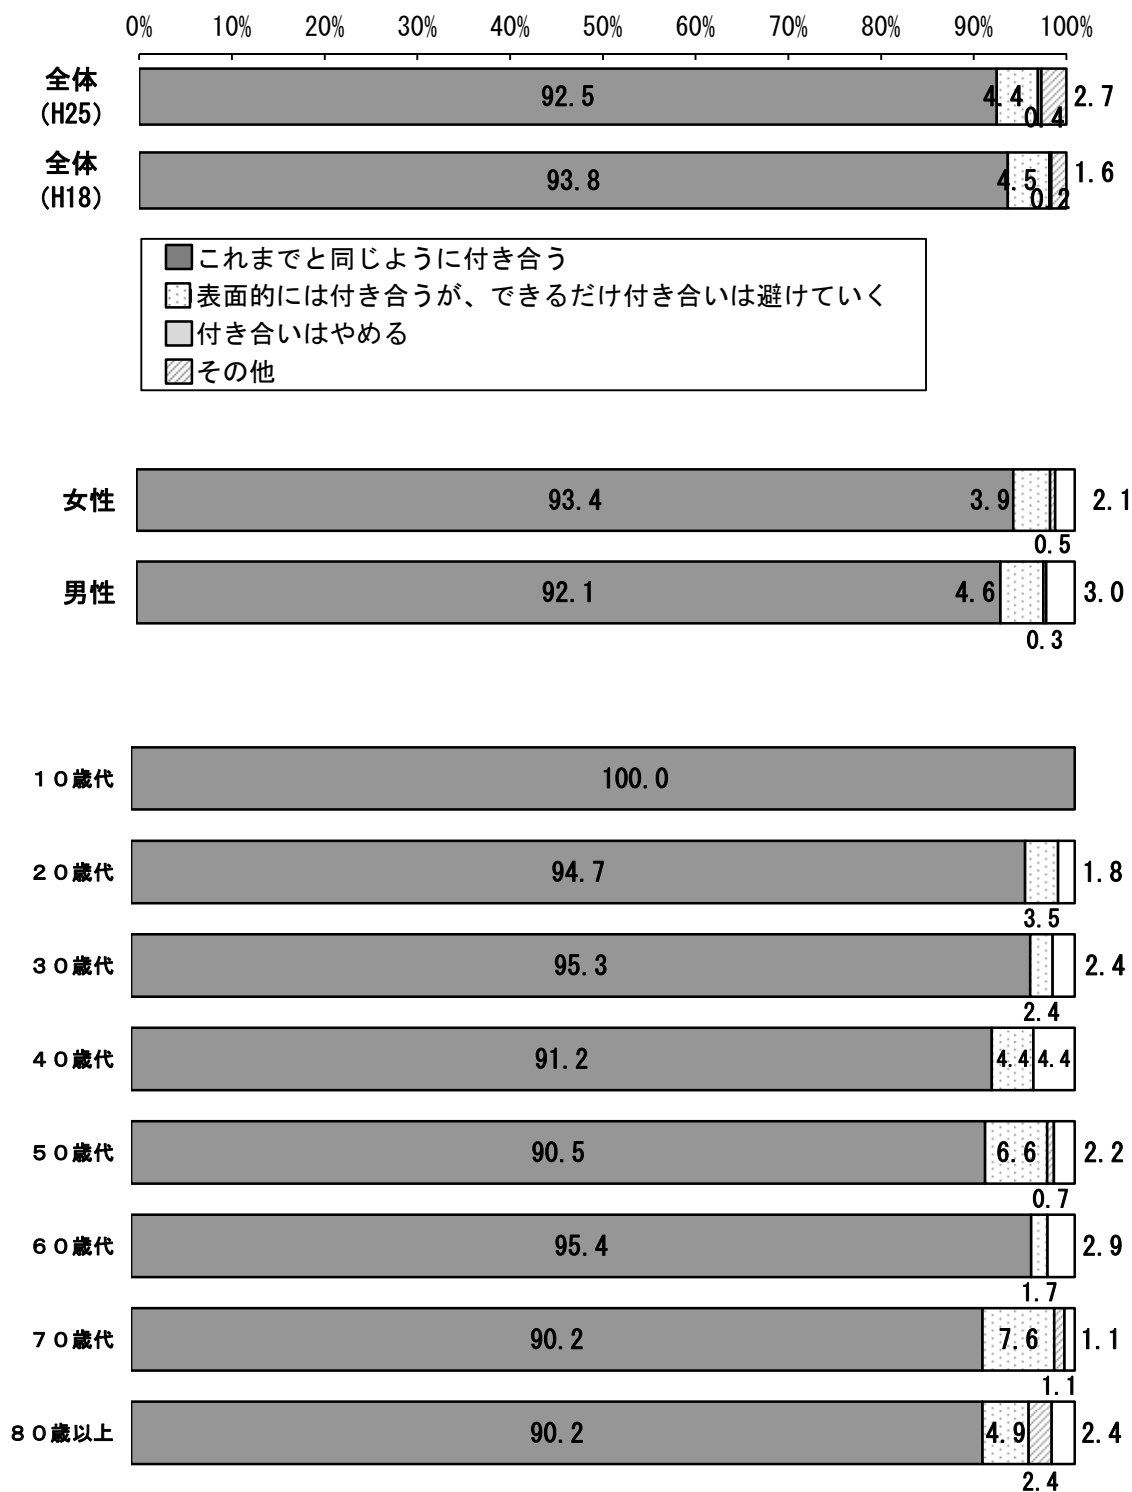 0% 10% 20% 30% 40% 50% 60% 70% 80% 90% 100%
全体
(H25)
92.5 4.4 0.4 2.7
全体
(H18)
93.8 4.5 0.2 1.6
これまでと同じように付き合う
表面的には付き合うが、できるだけ付き合いは避けていく
付き合いはやめる
その他
女性 93.4 3.9 2.1
0.5
男性 92.1 4.6 3.0
0.3
１０歳代 100.0
２０歳代 94.7 1.8
3.5
３０歳代 95.3 2.4
2.4
４０歳代 91.2 4.4 4.4
５０歳代 90.5 6.6 2.2
0.7
６０歳代 95.4 2.9
1.7
７０歳代 90.2 7.6 1.1
1.1
８０歳以上 90.2 4.9 2.4
2.4